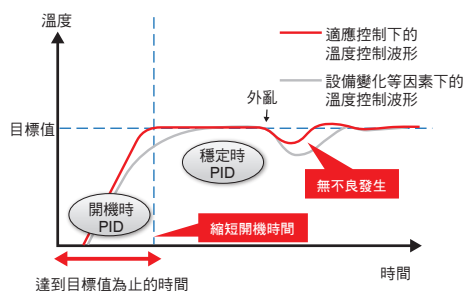 溫度
適應控制下的
溫度控制波形
設備變化等因素下的
溫度控制波形
外亂
目標值
穩定時
PID
無不良發生
開機時
PID
縮短開機時間
時間
達到目標值為止的時間